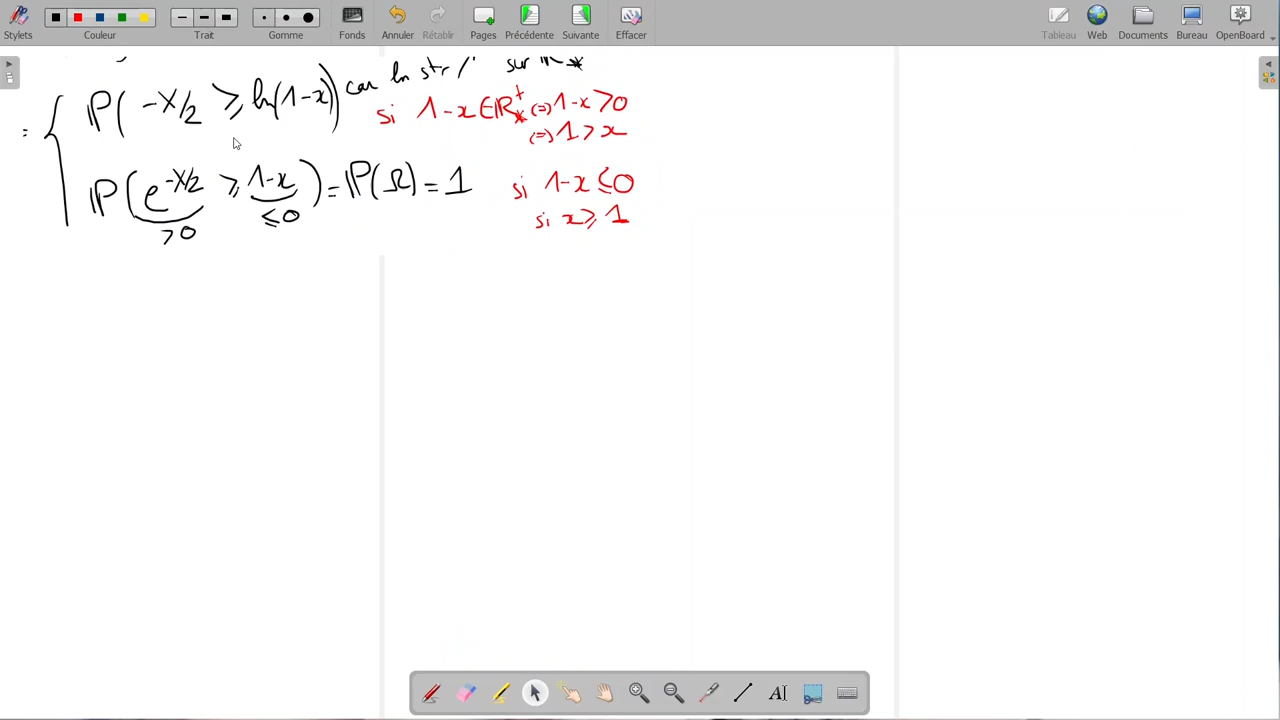 Stylets Couleur Trait Gomme Fonds Annuler Rétablir Pages Précédente Suivante Effacer Tableau Web Documents Bureau OpenBoard
car ln str ↗ sur ℝ*
= { ℙ( -X/2 ≥ ln(1-x) ) si 1-x ∈ ℝ⁺* (=) 1-x > 0
(=) 1 > x
ℙ( e^{-X/2} ≥ 1-x ) = ℙ(Ω) = 1 si 1-x ≤ 0
>0 ≤0 si x ≥ 1